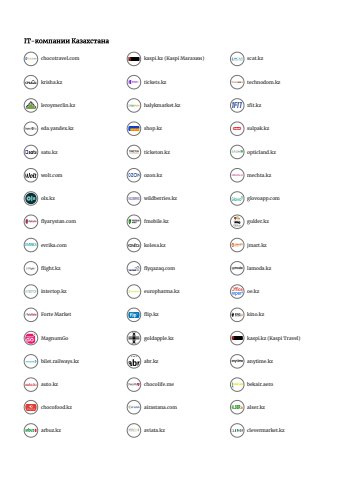 IT-компании Казахстана
chocotravel.com
kaspi.kz (Kaspi Магазин)
scat.kz
krisha.kz
tickets.kz
technodom.kz
leroymerlin.kz
halykmarket.kz
1fit.kz
eda.yandex.kz
shop.kz
sulpak.kz
satu.kz
ticketon.kz
opticland.kz
wolt.com
ozon.kz
mechta.kz
olx.kz
wildberries.kz
glovoapp.com
flyarystan.com
fmobile.kz
gulder.kz
evrika.com
kolesa.kz
jmart.kz
flight.kz
flyqazaq.com
lamoda.kz
intertop.kz
europharma.kz
oe.kz
Forte Market
flip.kz
kino.kz
MagnumGo
goldapple.kz
kaspi.kz (Kaspi Travel)
bilet.railways.kz
abr.kz
anytime.kz
asno.kz
chocolife.me
bekair.aero
chocofood.kz
airastana.com
alser.kz
arbuz.kz
aviata.kz
clevermarket.kz